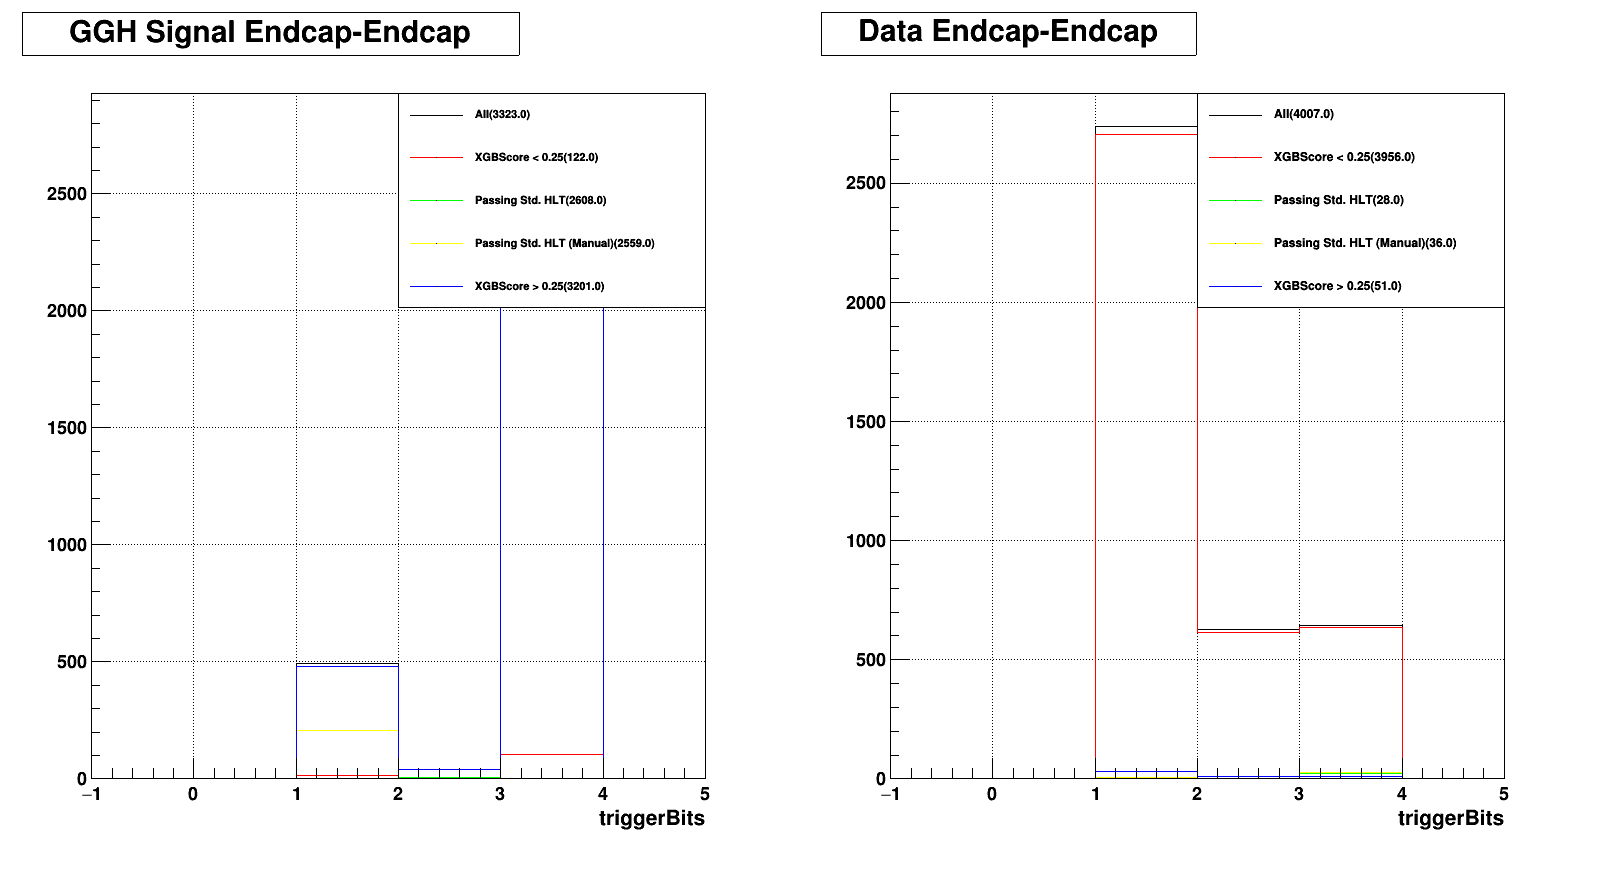 GGH Signal Endcap-Endcap
All(3323.0)
XGBScore < 0.25(122.0)
Passing Std. HLT(2608.0)
Passing Std. HLT (Manual)(2559.0)
XGBScore > 0.25(3201.0)
2500
2000
1500
1000
500
0
−1 0 1 2 3 4 5
triggerBits
Data Endcap-Endcap
All(4007.0)
XGBScore < 0.25(3956.0)
Passing Std. HLT(28.0)
Passing Std. HLT (Manual)(36.0)
XGBScore > 0.25(51.0)
2500
2000
1500
1000
500
0
−1 0 1 2 3 4 5
triggerBits